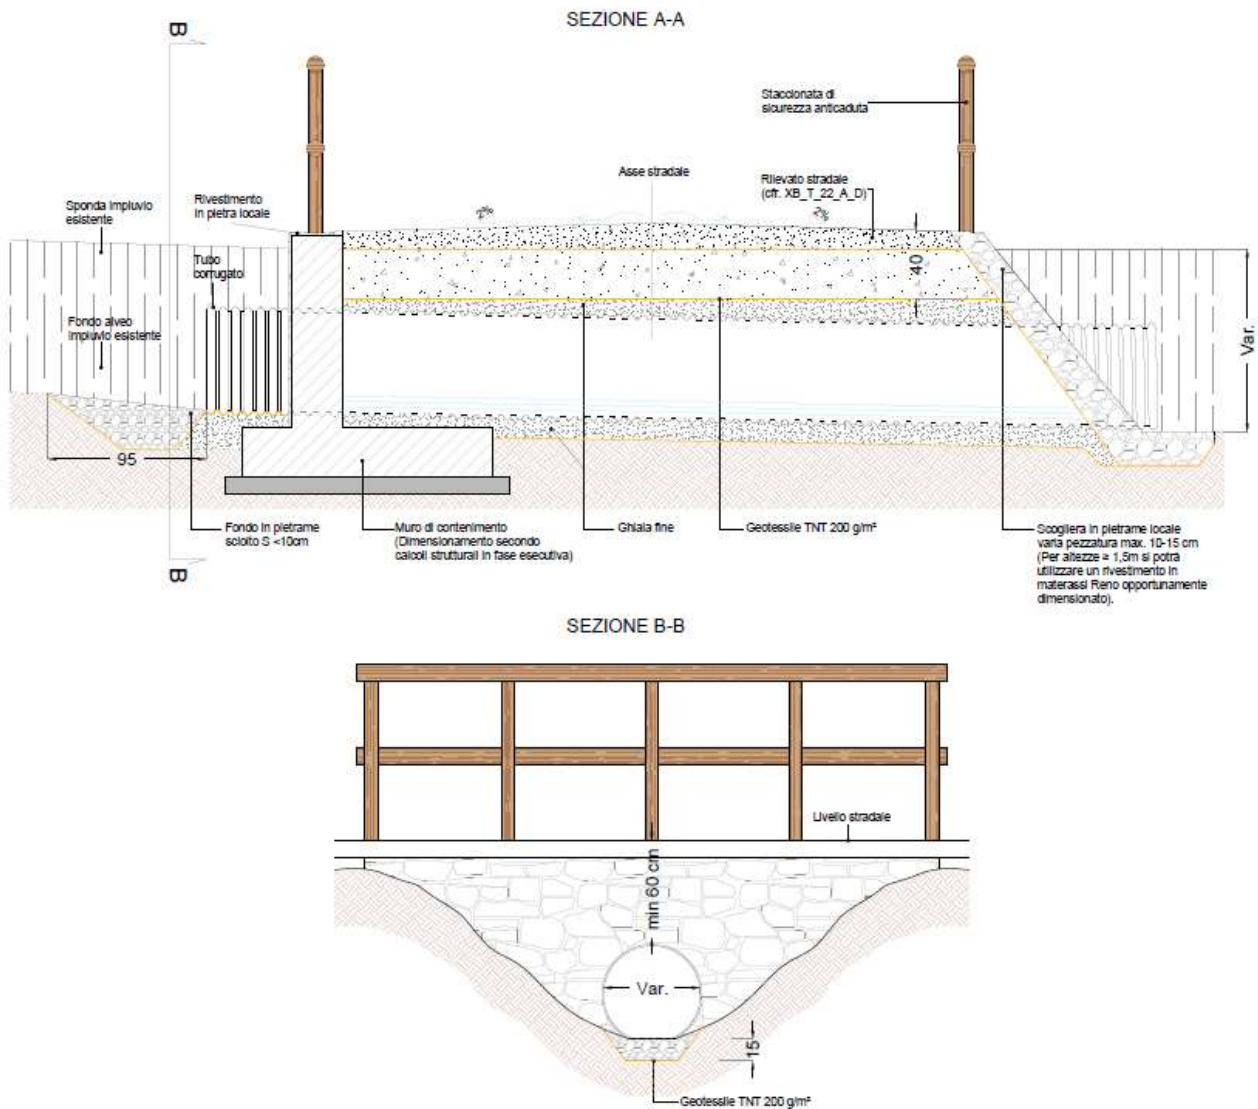 SEZIONE A-A
B
Staccionata di
sicurezza anticaduta
Asse stradale
Rilevato stradale
(cfr. XB_T_22_A_D)
Rivestimento
in pietra locale
Sponda impluvio
esistente
2%
2%
Tubo
corrugato
40
Fondo alveo
impluvio esistente
Var.
95
Fondo in pietrame
sciolto S <10cm
Muro di contenimento
(Dimensionamento secondo
calcoli strutturali in fase esecutiva)
Ghiaia fine
Geotessile TNT 200 g/m²
Scogliera in pietrame locale
varia pezzatura max. 10-15 cm
(Per altezze ≥ 1,5m si potrà
utilizzare un rivestimento in
materassi Reno opportunamente
dimensionato).
B
SEZIONE B-B
Livello stradale
min 60 cm
Var.
15
Geotessile TNT 200 g/m²